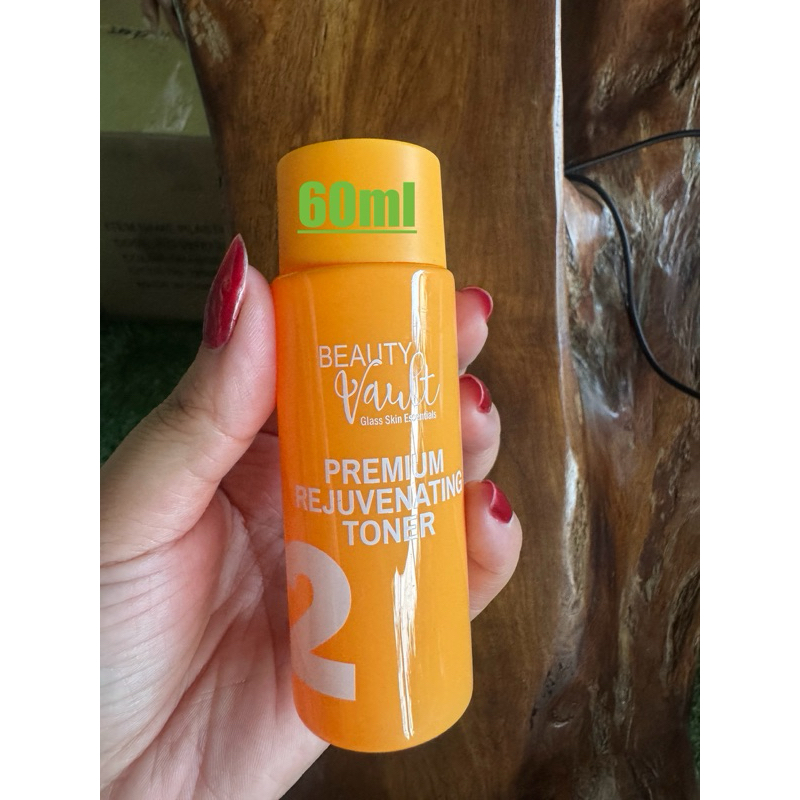 60ml
BEAUTY
Vault
Glass Skin Essentials
PREMIUM
REJUVENATING
TONER
2